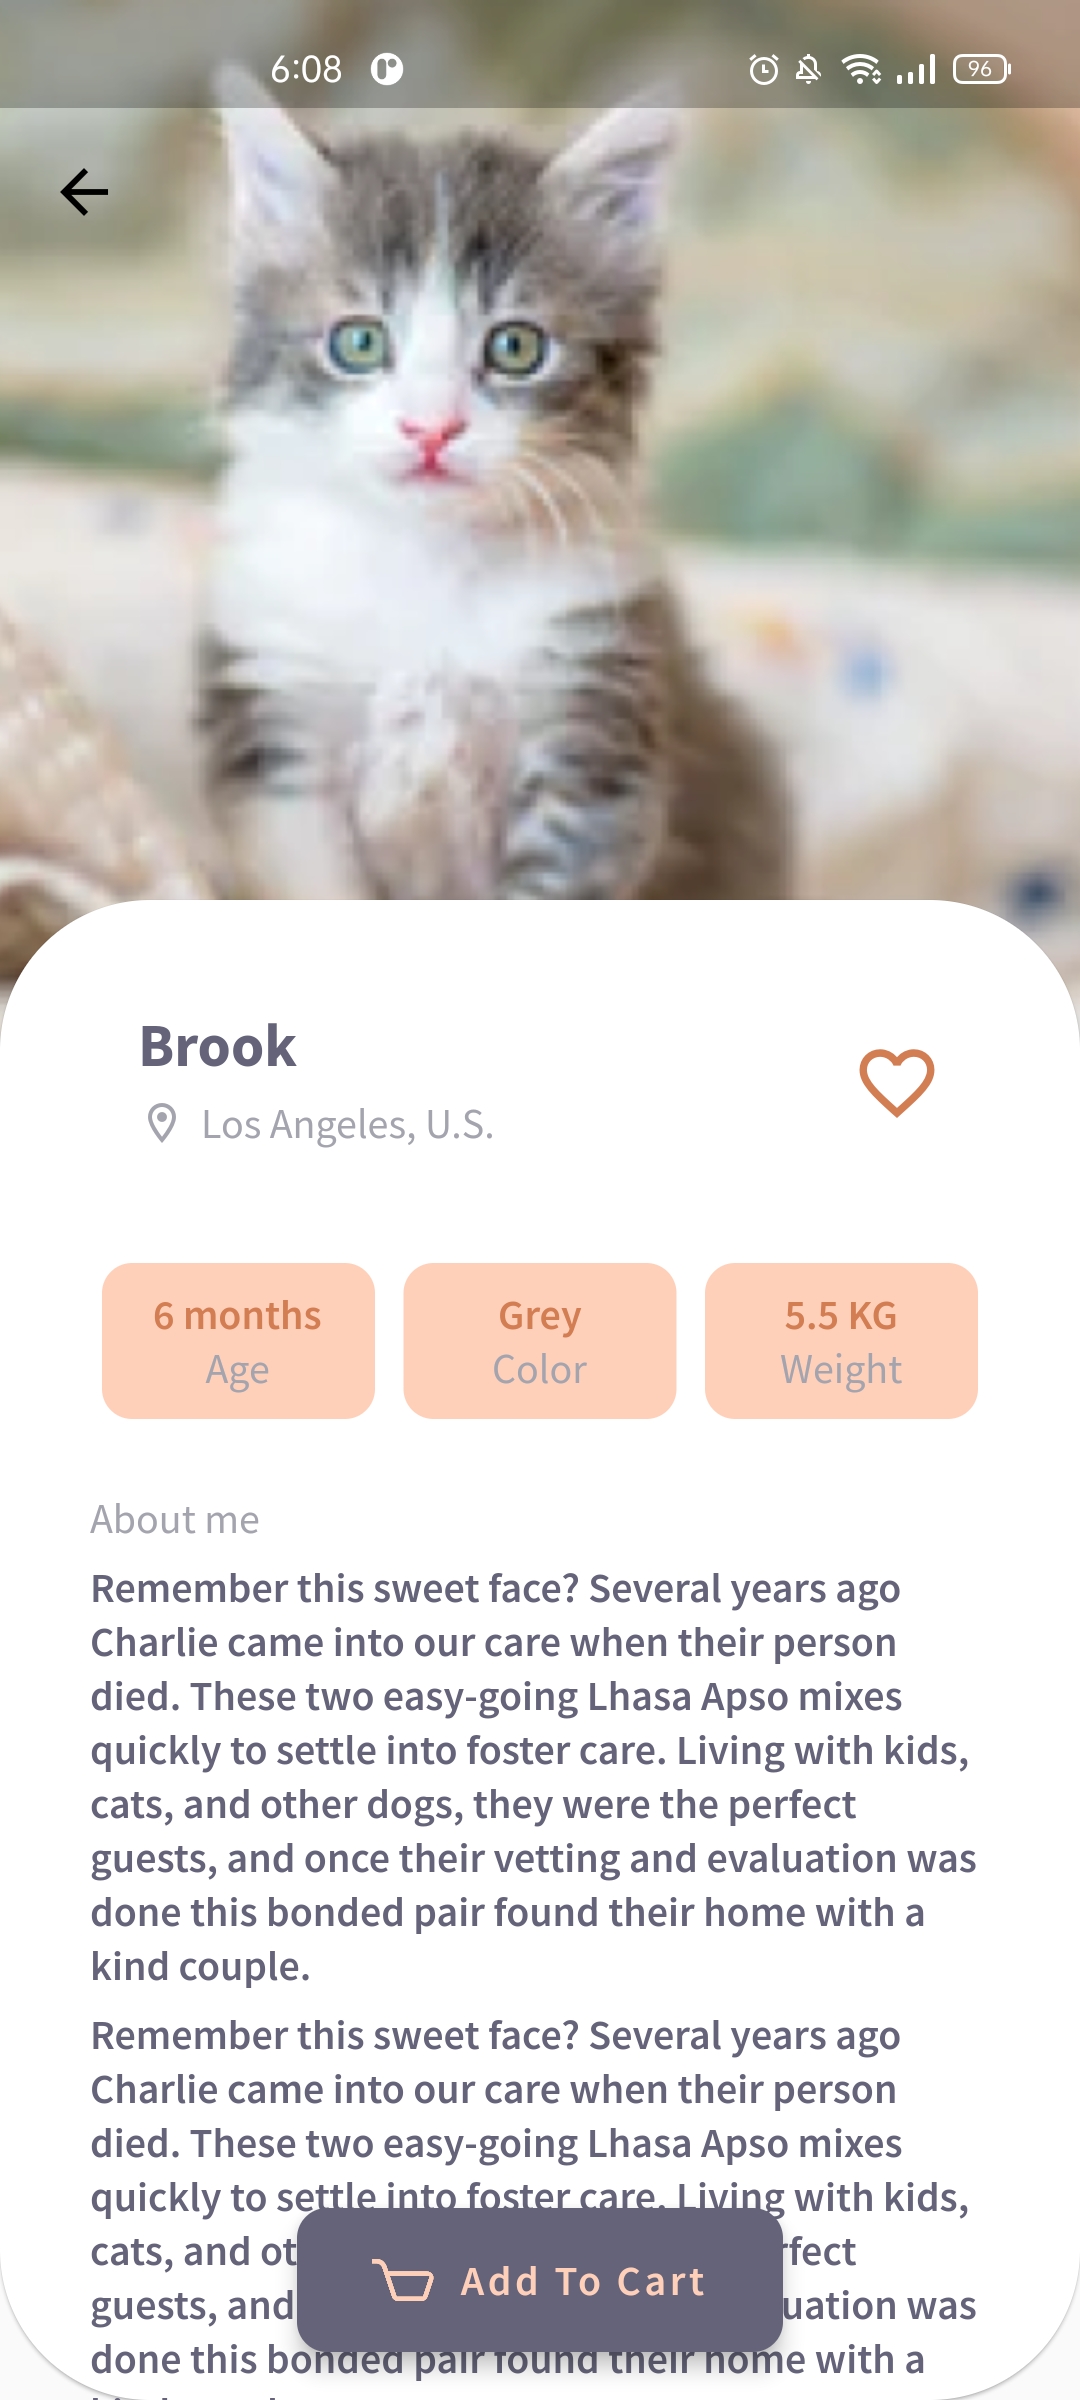 6:08
96
Brook
Los Angeles, U.S.
6 months
Grey
5.5 KG
Age
Color
Weight
About me
Remember this sweet face? Several years ago
Charlie came into our care when their person
died. These two easy-going Lhasa Apso mixes
quickly to settle into foster care. Living with kids,
cats, and other dogs, they were the perfect
guests, and once their vetting and evaluation was
done this bonded pair found their home with a
kind couple.
Remember this sweet face? Several years ago
Charlie came into our care when their person
died. These two easy-going Lhasa Apso mixes
quickly to settle into foster care. Living with kids,
cats, and
guests, and
was
Add To Cart
done this bonded pair found their home with a